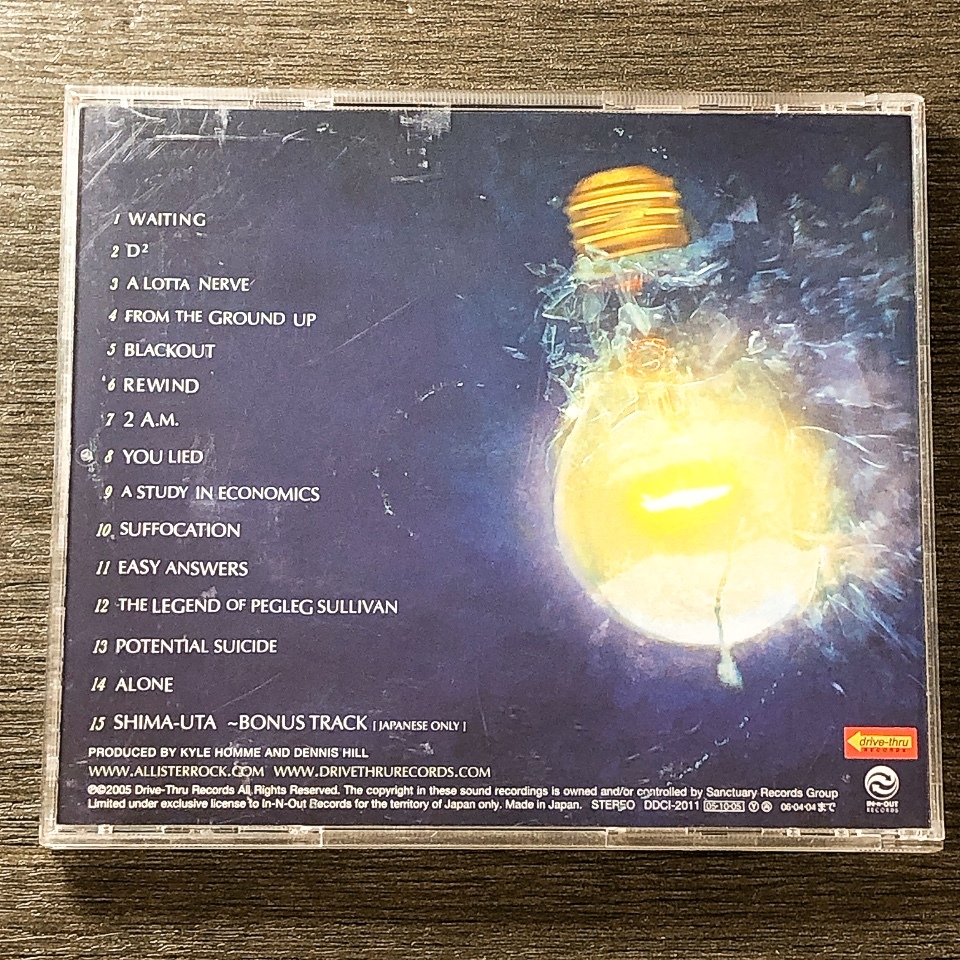 1 WAITING
2 D²
3 A LOTTA NERVE
4 FROM THE GROUND UP
5 BLACKOUT
6 REWIND
7 2 A.M.
8 YOU LIED
9 A STUDY IN ECONOMICS
10 SUFFOCATION
11 EASY ANSWERS
12 THE LEGEND OF PEGLEG SULLIVAN
13 POTENTIAL SUICIDE
14 ALONE
15 SHIMA-UTA ~BONUS TRACK [JAPANESE ONLY]
PRODUCED BY KYLE HOMME AND DENNIS HILL
WWW.ALLISTERROCK.COM WWW.DRIVETHRURECORDS.COM
℗©2005 Drive-Thru Records All Rights Reserved. The copyright in these sound recordings is owned and/or controlled by Sanctuary Records Group
Limited under exclusive license to In-N-Out Records for the territory of Japan only. Made in Japan. STEREO DDCI-2011 05·10·05 Ⓨ Ⓐ 06·04·04まで
drive-thru
RECORDS
IN-n-OUT
RECORDS